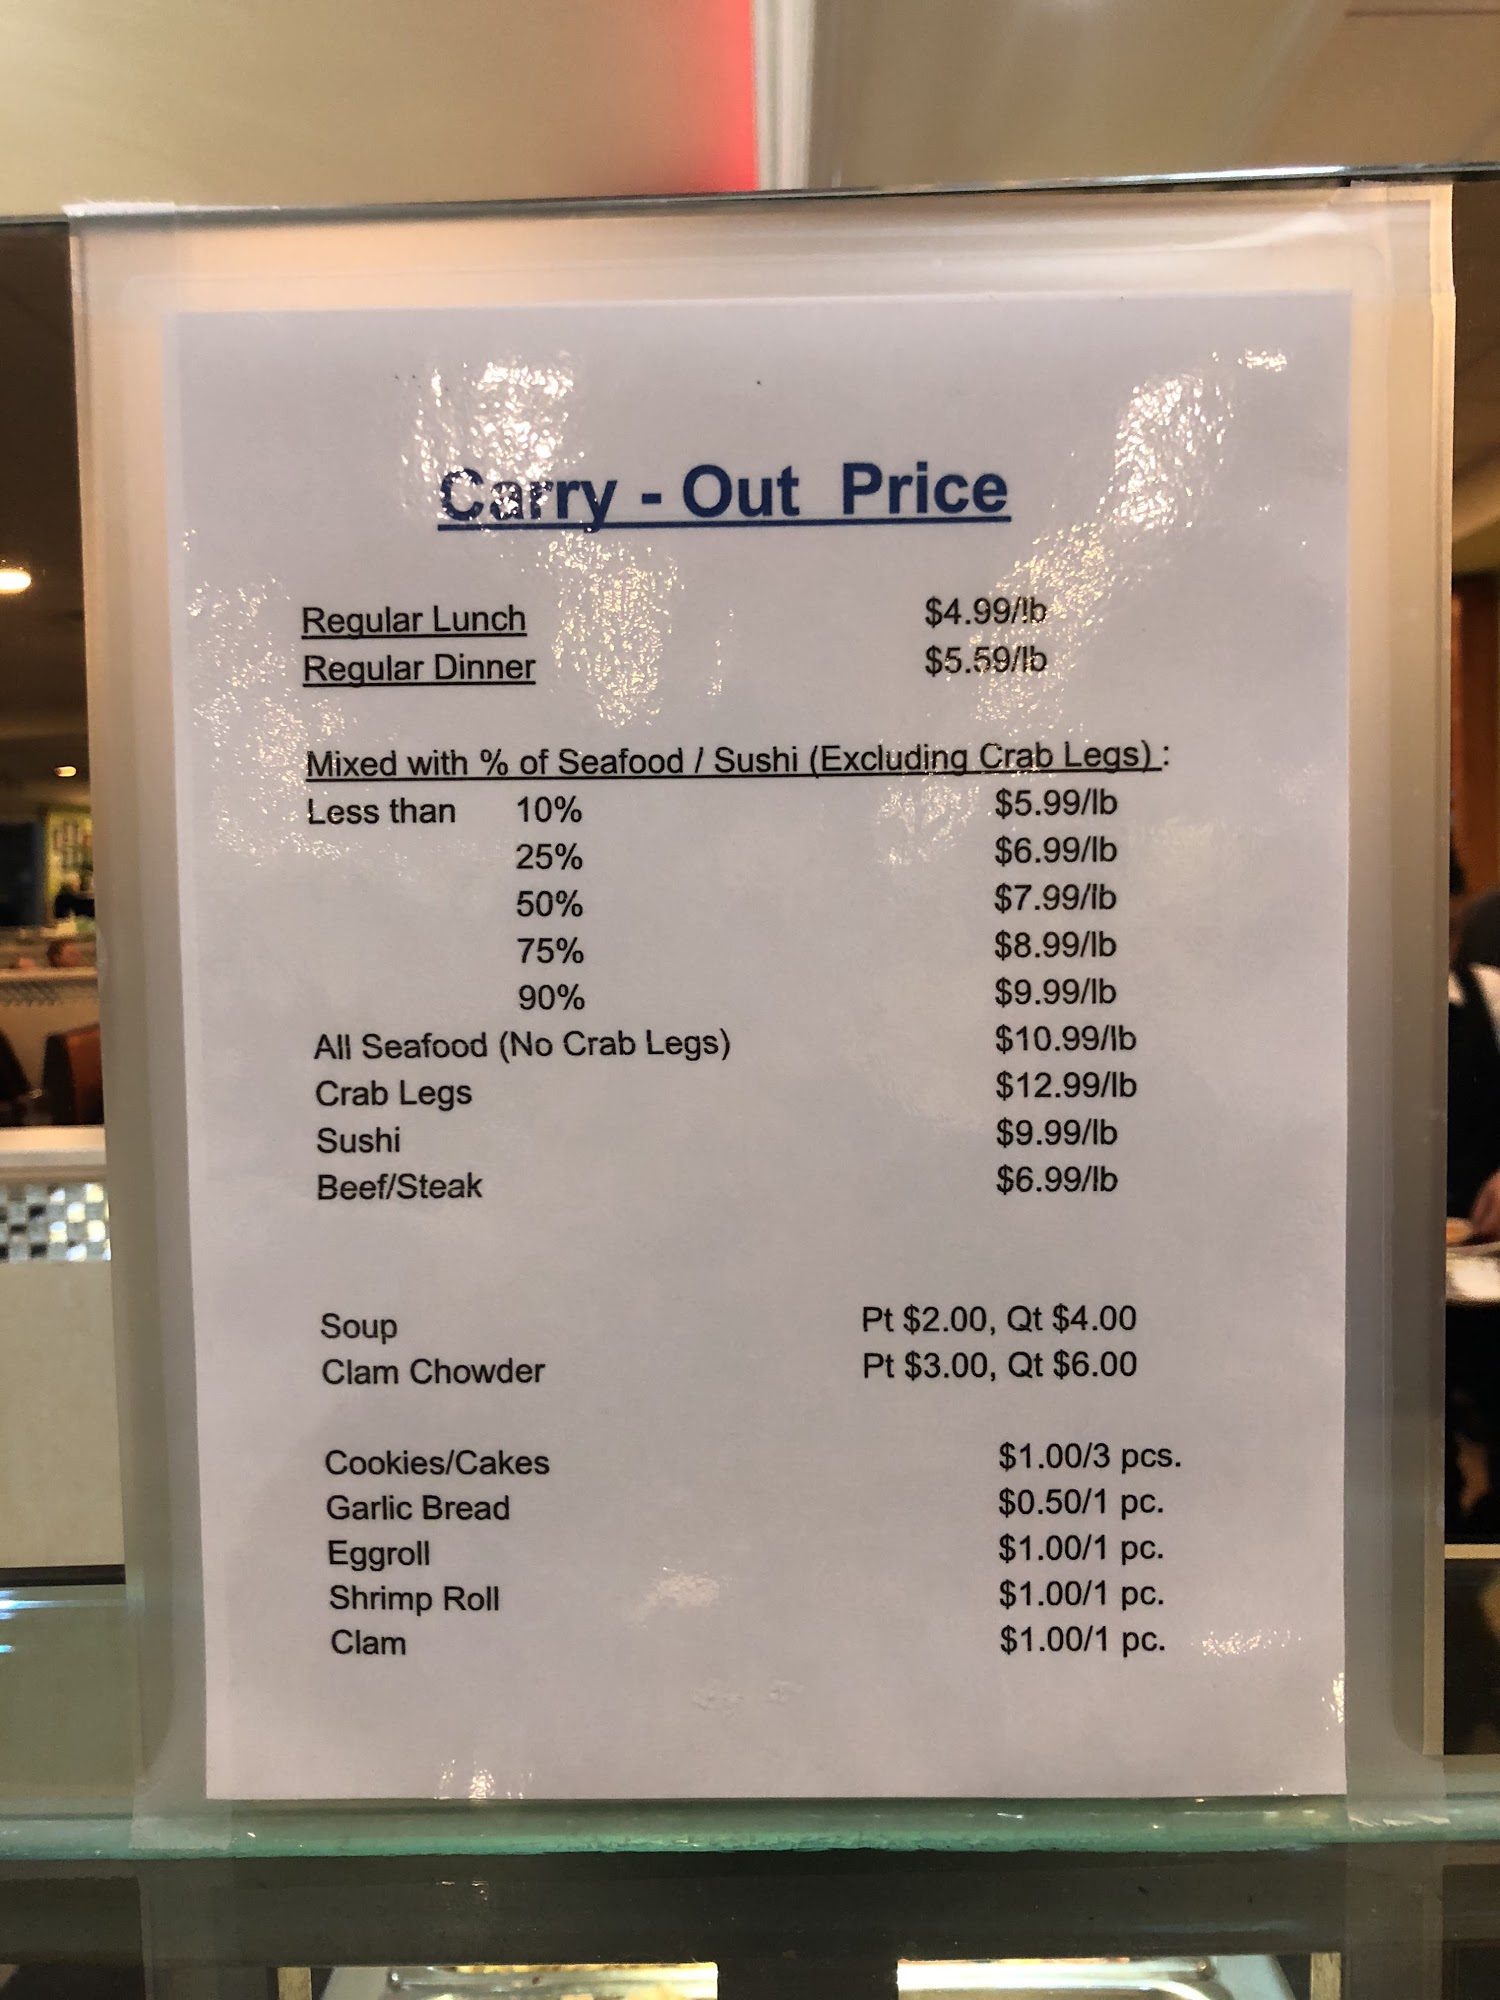 Carry - Out Price
Regular Lunch $4.99/lb
Regular Dinner $5.59/lb
Mixed with % of Seafood / Sushi (Excluding Crab Legs) :
Less than 10% $5.99/lb
25% $6.99/lb
50% $7.99/lb
75% $8.99/lb
90% $9.99/lb
All Seafood (No Crab Legs) $10.99/lb
Crab Legs $12.99/lb
Sushi $9.99/lb
Beef/Steak $6.99/lb
Soup Pt $2.00, Qt $4.00
Clam Chowder Pt $3.00, Qt $6.00
Cookies/Cakes $1.00/3 pcs.
Garlic Bread $0.50/1 pc.
Eggroll $1.00/1 pc.
Shrimp Roll $1.00/1 pc.
Clam $1.00/1 pc.